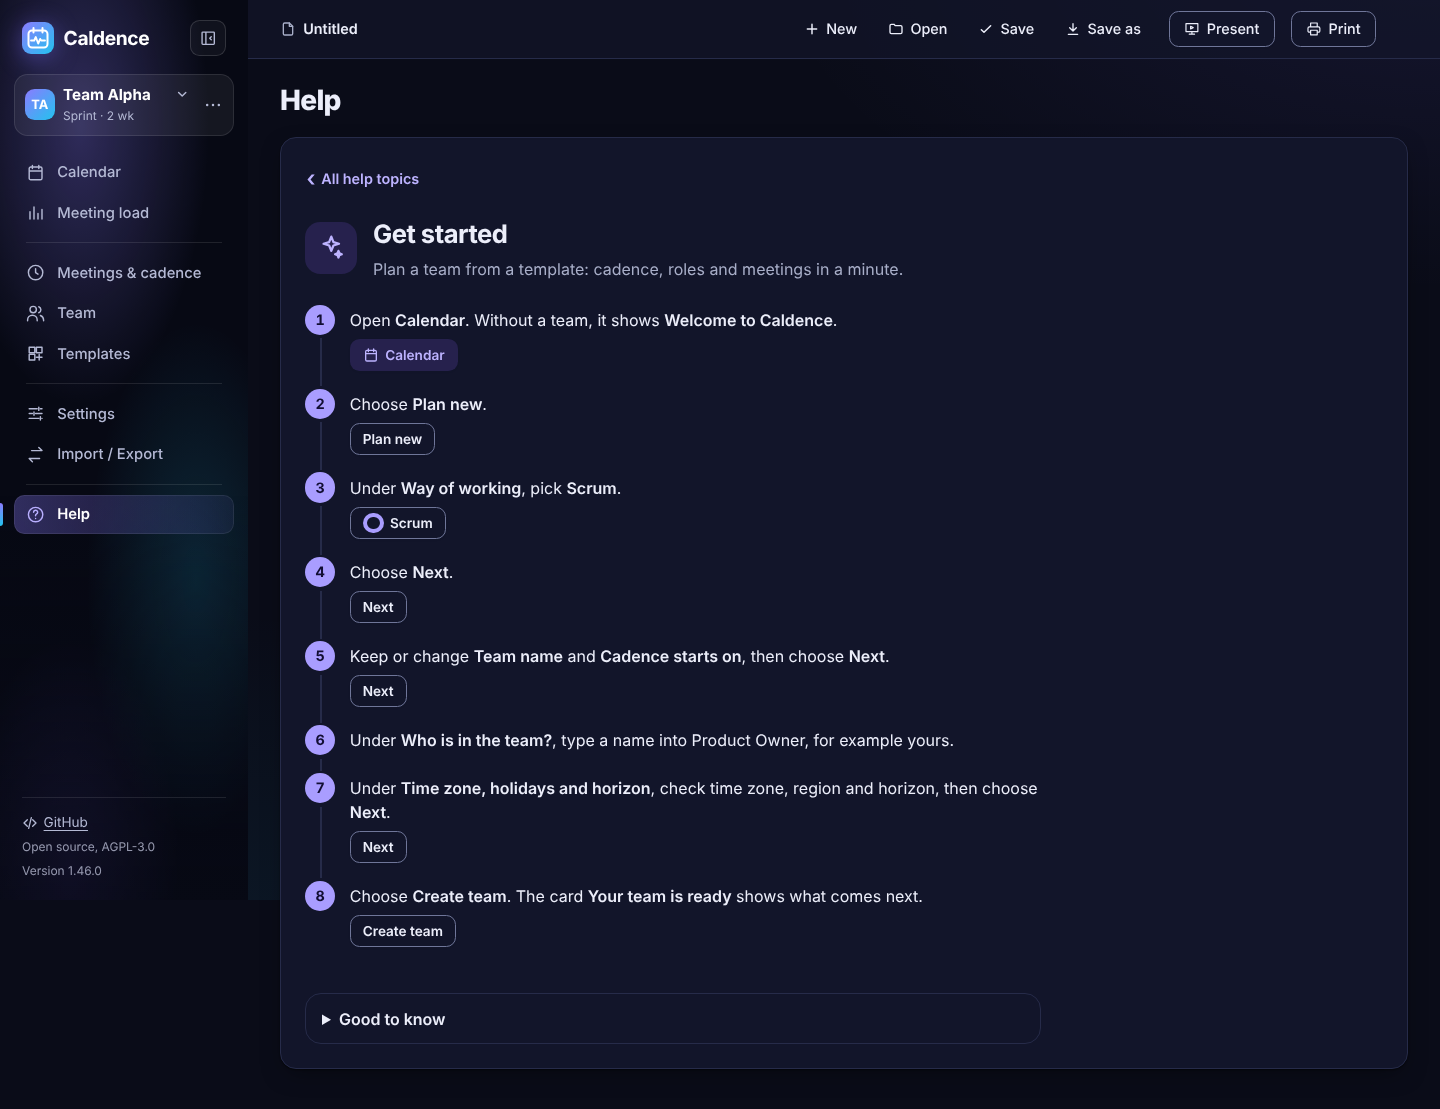 Caldence
TA
Team Alpha
Sprint · 2 wk
Calendar
Meeting load
Meetings & cadence
Team
Templates
Settings
Import / Export
Help
GitHub
Open source, AGPL-3.0
Version 1.46.0
Untitled
New
Open
Save
Save as
Present
Print
Help
All help topics
Get started
Plan a team from a template: cadence, roles and meetings in a minute.
1
Open Calendar. Without a team, it shows Welcome to Caldence.
Calendar
2
Choose Plan new.
Plan new
3
Under Way of working, pick Scrum.
Scrum
4
Choose Next.
Next
5
Keep or change Team name and Cadence starts on, then choose Next.
Next
6
Under Who is in the team?, type a name into Product Owner, for example yours.
7
Under Time zone, holidays and horizon, check time zone, region and horizon, then choose
Next.
Next
8
Choose Create team. The card Your team is ready shows what comes next.
Create team
Good to know